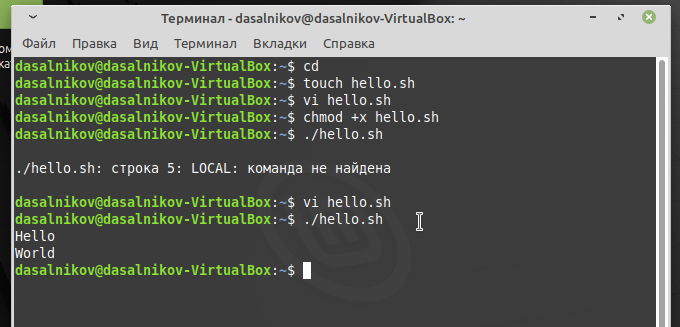 Терминал - dasalnikov@dasalnikov-VirtualBox: ~
Файл Правка Вид Терминал Вкладки Справка
dasalnikov@dasalnikov-VirtualBox:~$ cd
dasalnikov@dasalnikov-VirtualBox:~$ touch hello.sh
dasalnikov@dasalnikov-VirtualBox:~$ vi hello.sh
dasalnikov@dasalnikov-VirtualBox:~$ chmod +x hello.sh
dasalnikov@dasalnikov-VirtualBox:~$ ./hello.sh
./hello.sh: строка 5: LOCAL: команда не найдена
dasalnikov@dasalnikov-VirtualBox:~$ vi hello.sh
dasalnikov@dasalnikov-VirtualBox:~$ ./hello.sh
Hello
World
dasalnikov@dasalnikov-VirtualBox:~$